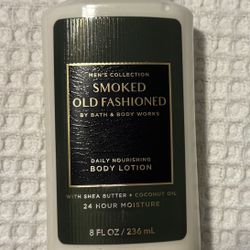 MEN'S COLLECTION
SMOKED
OLD FASHIONED
BY BATH & BODY WORKS
DAILY NOURISHING
BODY LOTION
WITH SHEA BUTTER + COCONUT OIL
24 HOUR MOISTURE
8 FL OZ / 236 mL